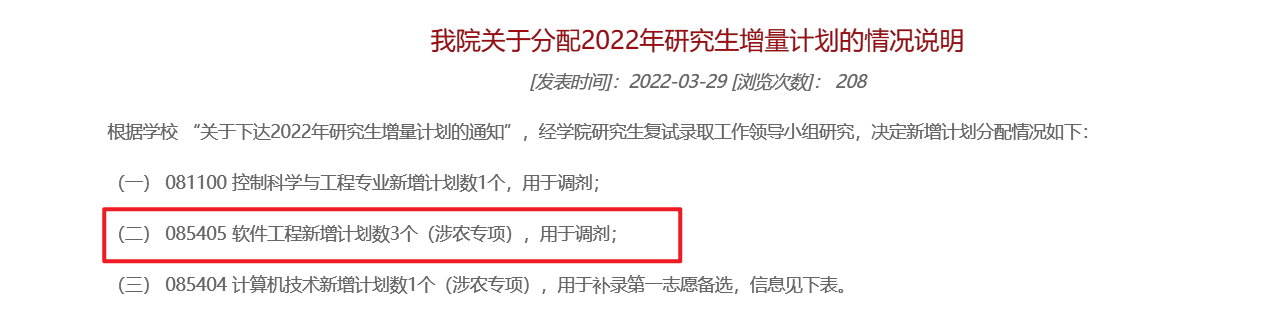 我院关于分配2022年研究生增量计划的情况说明
[发表时间]：2022-03-29 [浏览次数]： 208
根据学校 “关于下达2022年研究生增量计划的通知”，经学院研究生复试录取工作领导小组研究，决定新增计划分配情况如下：
（一） 081100 控制科学与工程专业新增计划数1个，用于调剂；
（二） 085405 软件工程新增计划数3个（涉农专项），用于调剂；
（三） 085404 计算机技术新增计划数1个（涉农专项），用于补录第一志愿备选，信息见下表。